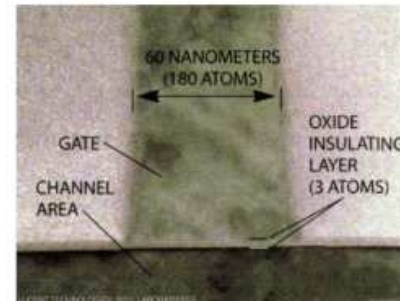 60 NANOMETERS
(180 ATOMS)
OXIDE
INSULATING
LAYER
(3 ATOMS)
GATE
CHANNEL
AREA